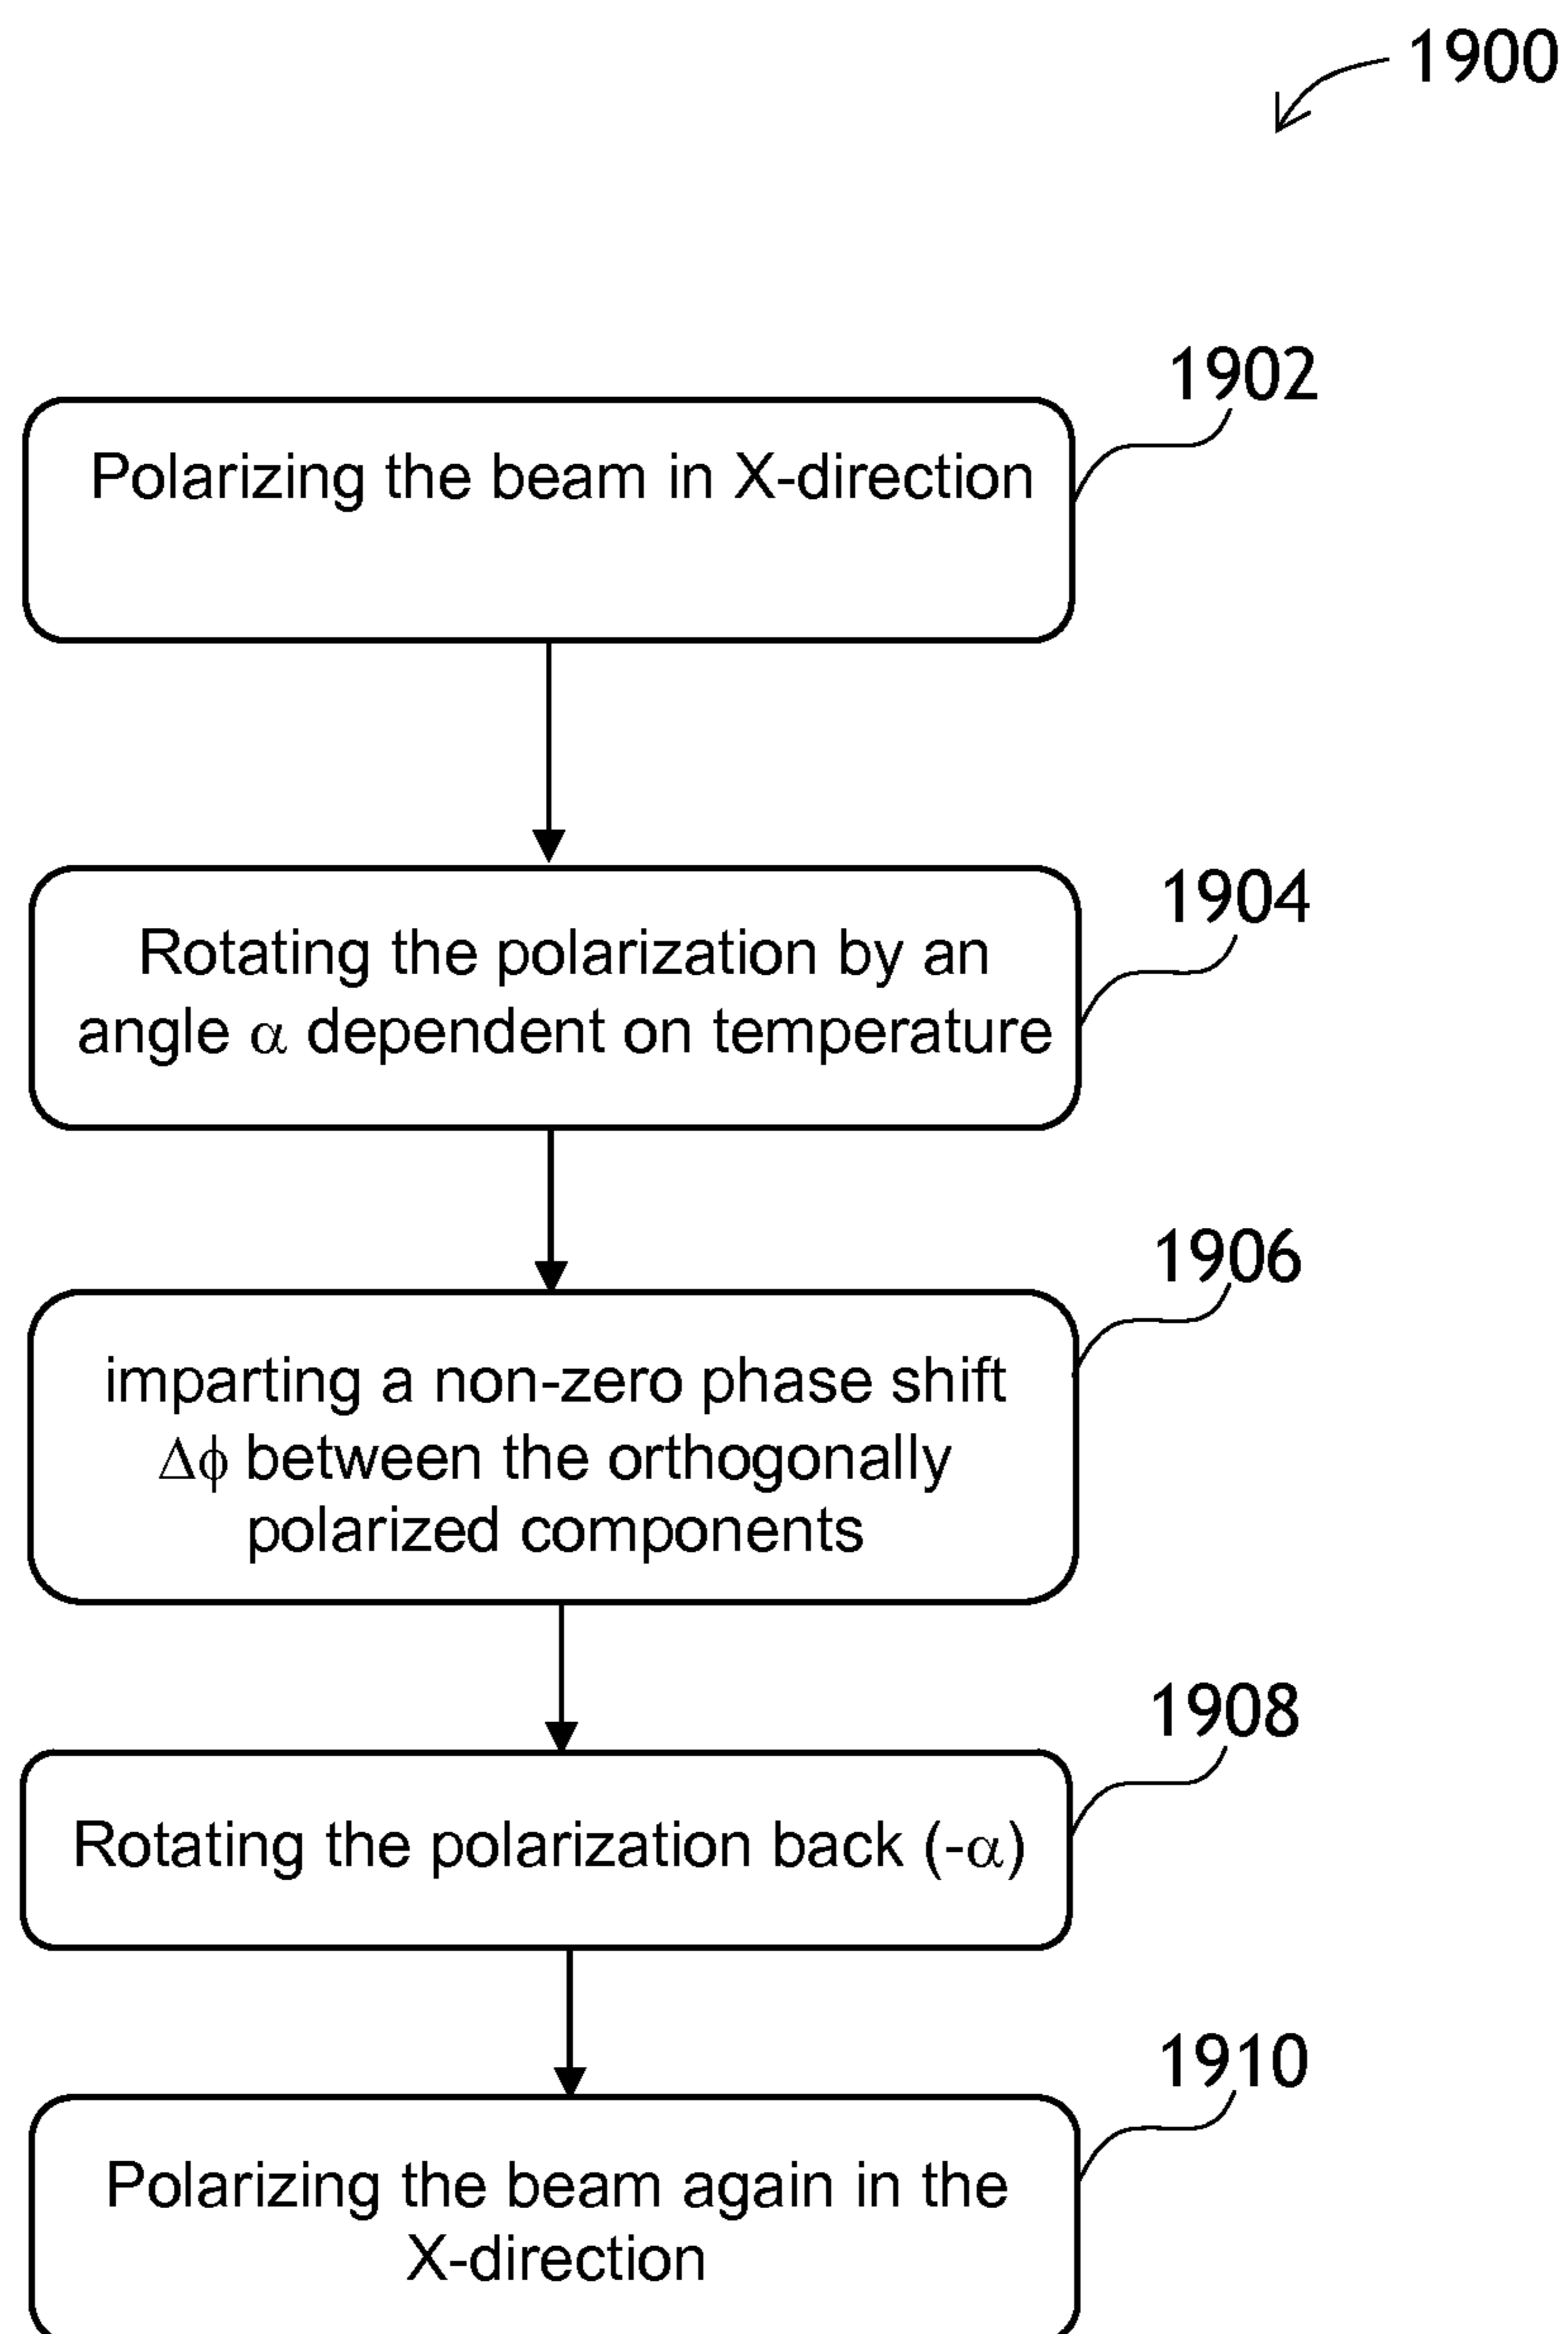 1900
1902
Polarizing the beam in X-direction
1904
Rotating the polarization by an
angle α dependent on temperature
1906
imparting a non-zero phase shift
Δϕ between the orthogonally
polarized components
1908
Rotating the polarization back (-α)
1910
Polarizing the beam again in the
X-direction